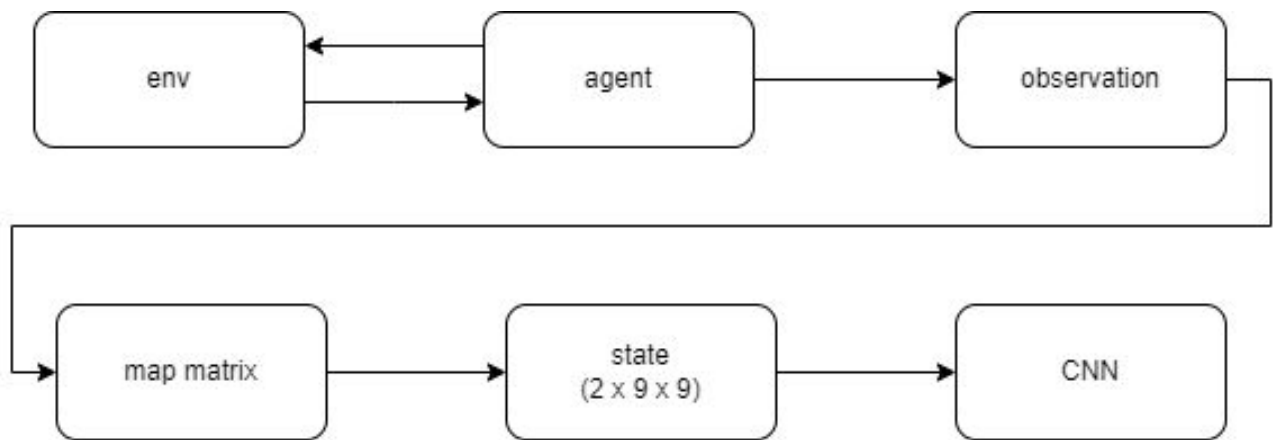 env
agent
observation
map matrix
state
(2 x 9 x 9)
CNN